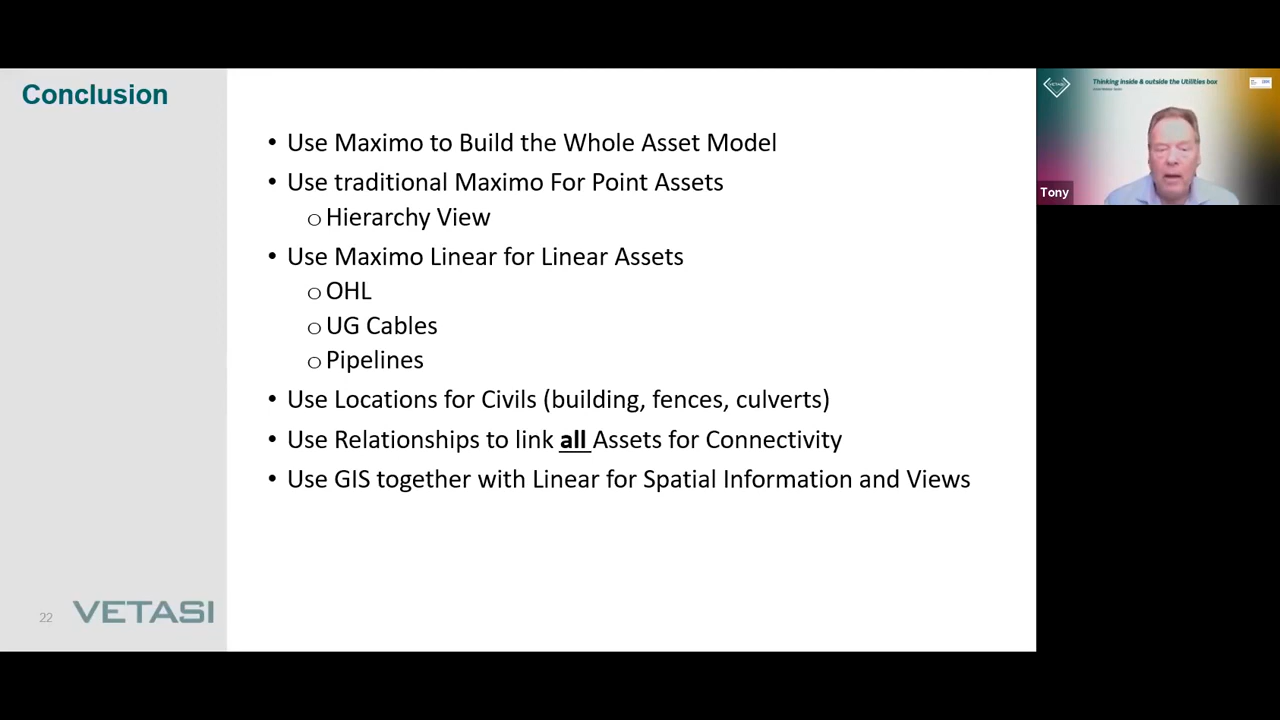 Conclusion
• Use Maximo to Build the Whole Asset Model
• Use traditional Maximo For Point Assets
o Hierarchy View
• Use Maximo Linear for Linear Assets
o OHL
o UG Cables
o Pipelines
• Use Locations for Civils (building, fences, culverts)
• Use Relationships to link all Assets for Connectivity
• Use GIS together with Linear for Spatial Information and Views
22 VETASI
VETASI
Thinking inside & outside the Utilities box
Tony